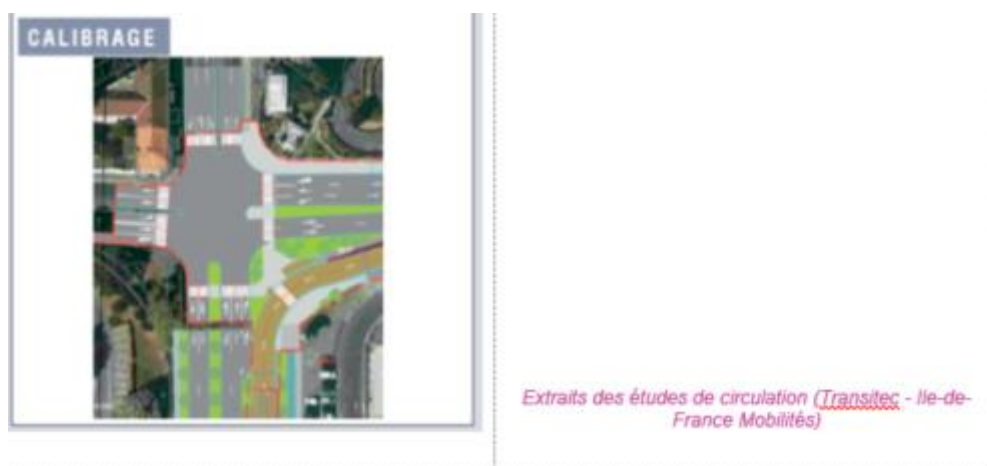 CALIBRAGE
Extraits des études de circulation (Transitec - Ile-de-
France Mobilités)